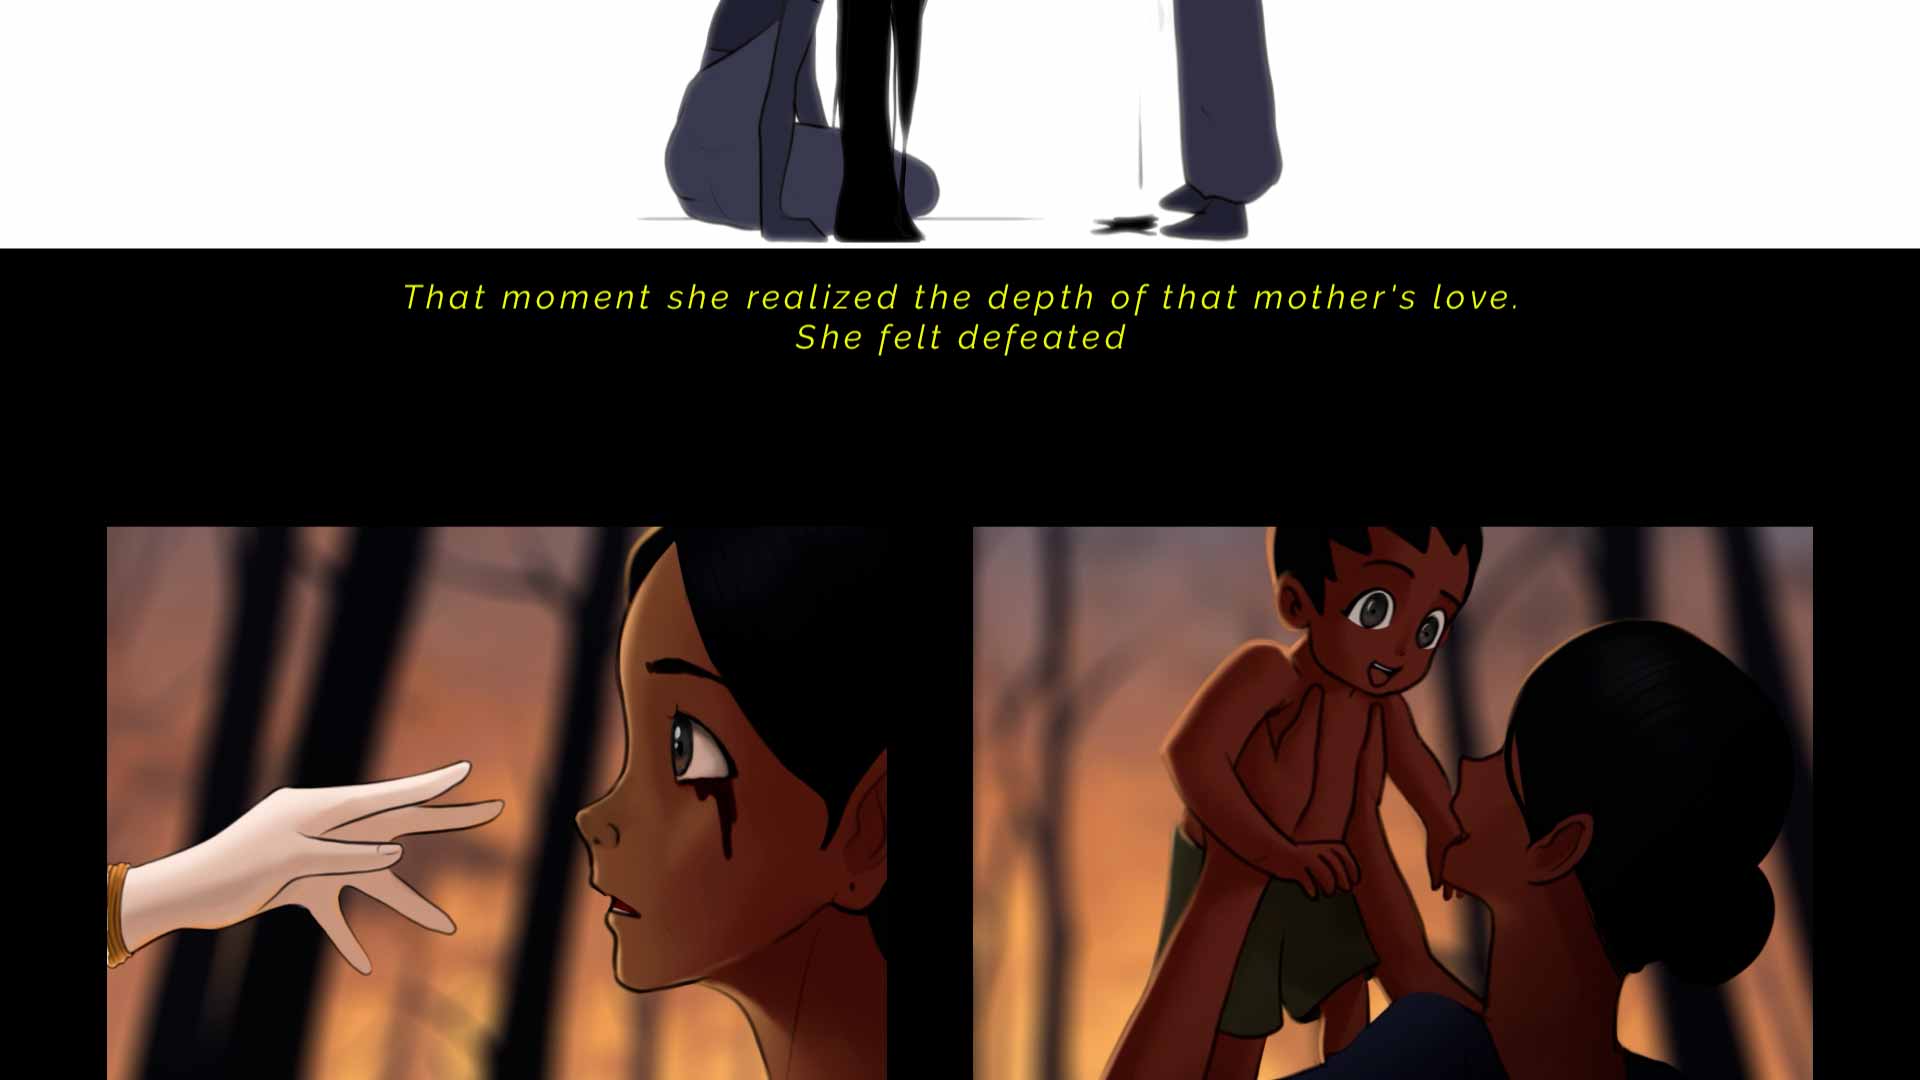 That moment she realized the depth of that mother's love.
She felt defeated